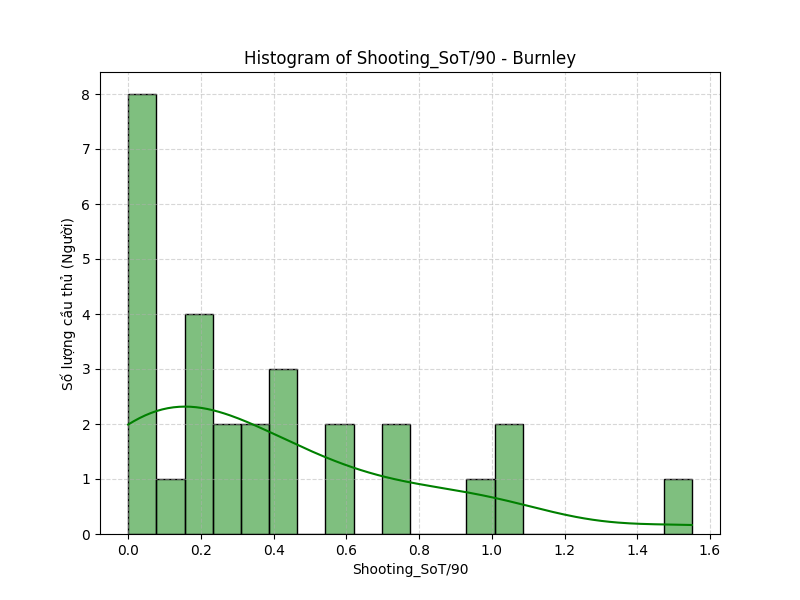 Histogram of Shooting_SoT/90 - Burnley
Số lượng cầu thủ (Người)
8
7
6
5
4
3
2
1
0
0.0 0.2 0.4 0.6 0.8 1.0 1.2 1.4 1.6
Shooting_SoT/90